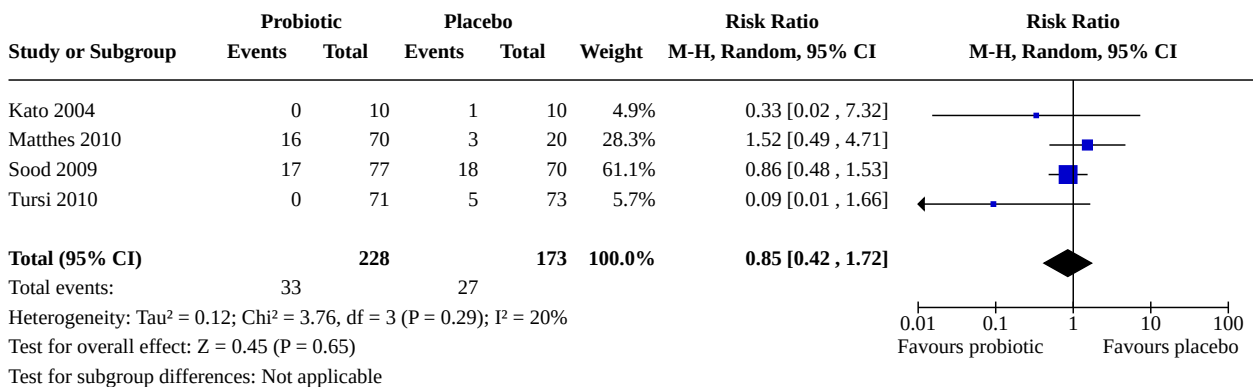 Probiotic Placebo Risk Ratio Risk Ratio
Study or Subgroup Events Total Events Total Weight M-H, Random, 95% CI M-H, Random, 95% CI
Kato 2004 0 10 1 10 4.9% 0.33 [0.02 , 7.32]
Matthes 2010 16 70 3 20 28.3% 1.52 [0.49 , 4.71]
Sood 2009 17 77 18 70 61.1% 0.86 [0.48 , 1.53]
Tursi 2010 0 71 5 73 5.7% 0.09 [0.01 , 1.66]
Total (95% CI) 228 173 100.0% 0.85 [0.42 , 1.72]
Total events: 33 27
Heterogeneity: Tau² = 0.12; Chi² = 3.76, df = 3 (P = 0.29); I² = 20%
0.01 0.1 1 10 100
Test for overall effect: Z = 0.45 (P = 0.65)
Favours probiotic Favours placebo
Test for subgroup differences: Not applicable